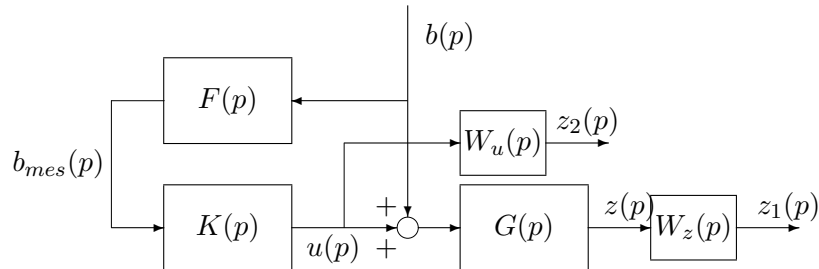 b(p)
F(p)
W_u(p)
z_2(p)
b_{mes}(p)
K(p)
u(p)
+
+
G(p)
z(p)
W_z(p)
z_1(p)